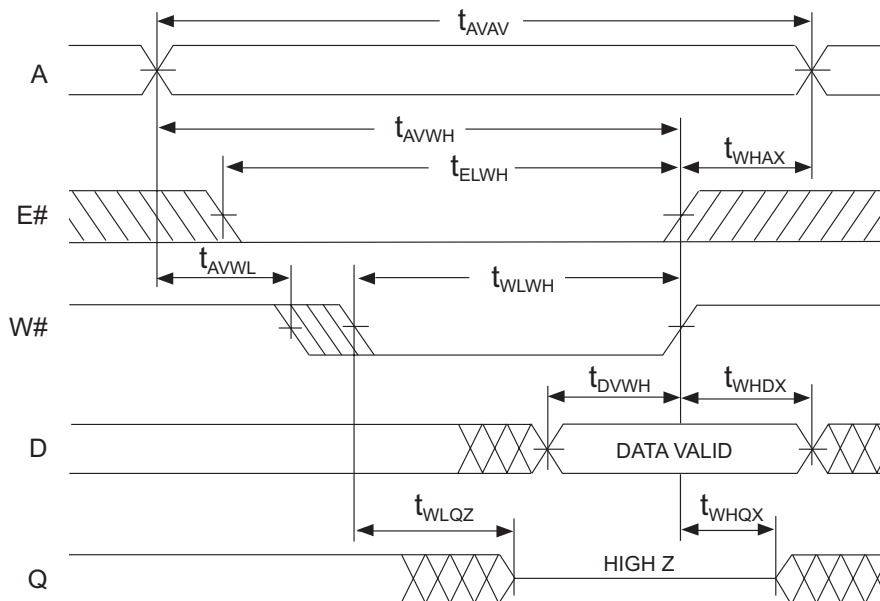 tAVAV
A
tAVWH
tELWH
tWHAX
E#
tAVWL
tWLWH
W#
tDVWH
tWHDX
D
DATA VALID
tWLQZ
tWHQX
Q
HIGH Z